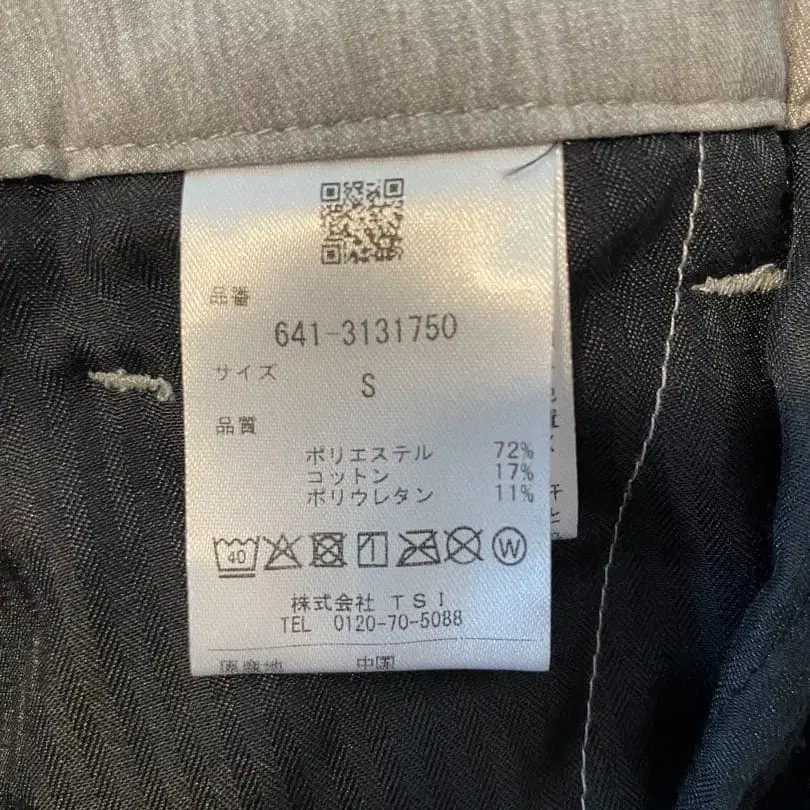 品番
641-3131750
サイズ
S
品質
ポリエステル 72%
コットン 17%
ポリウレタン 11%
40
W
株式会社 TSI
TEL 0120-70-5088
原産地 中国